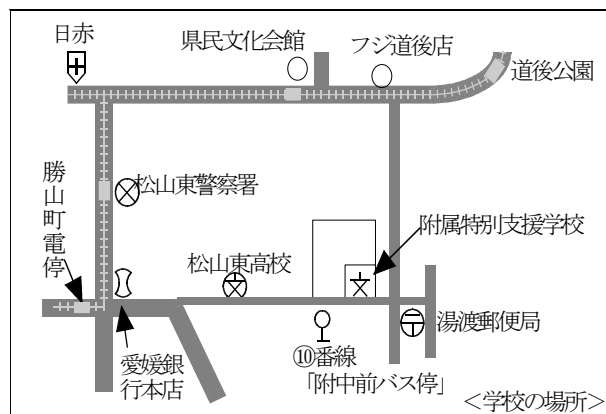 日赤
県民文化会館
フジ道後店
道後公園
勝山町電停
松山東警察署
附属特別支援学校
松山東高校
湯渡郵便局
愛媛銀
行本店
⑩番線
「附中前バス停」
<学校の場所>